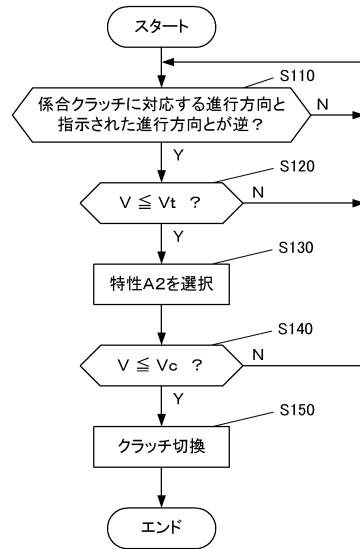 スタート
S110
係合クラッチに対応する進行方向と
指示された進行方向とが逆？
N
Y
S120
V ≦ Vt ？
N
Y
S130
特性A2を選択
S140
V ≦ Vc ？
N
Y
S150
クラッチ切換
エンド